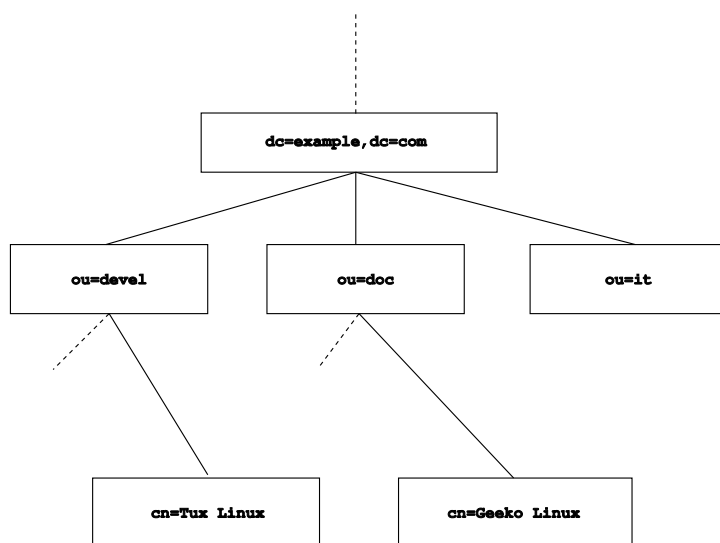 dc=example,dc=com
ou=devel
ou=doc
ou=it
cn=Tux Linux
cn=Geeko Linux